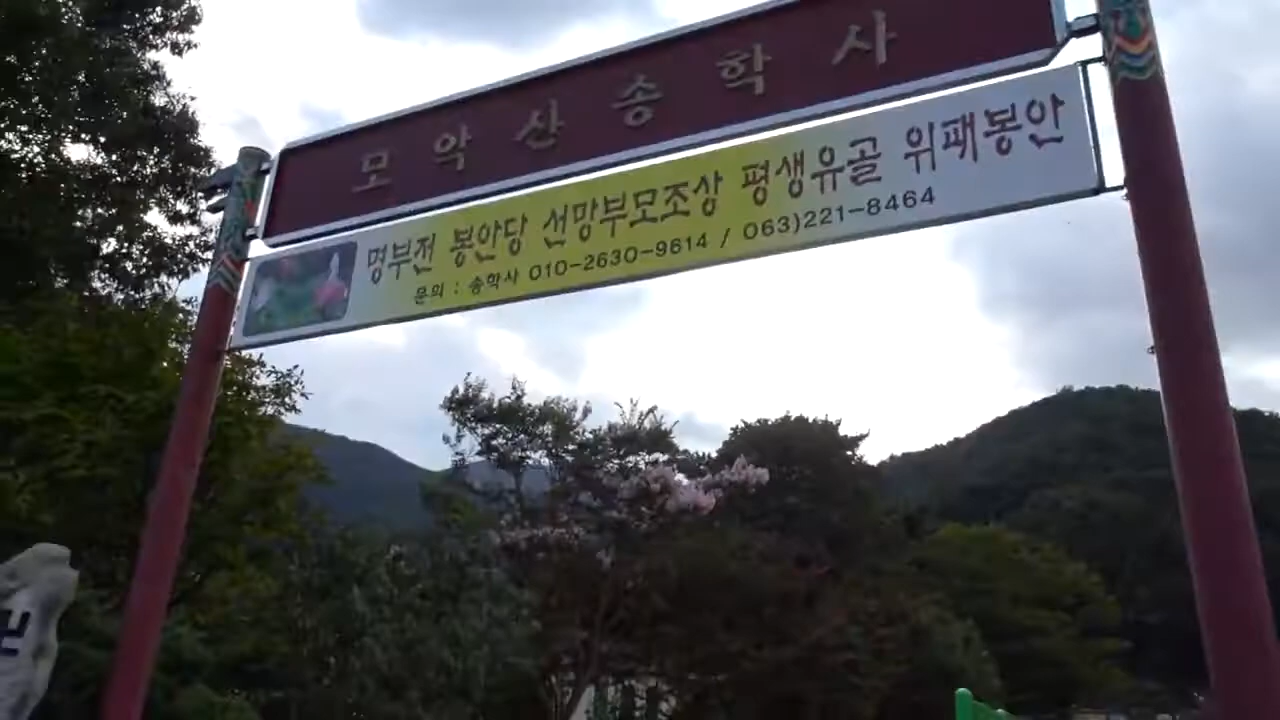 모악산송학사
명부전 봉안당 선망부모조상 평생유골 위패봉안
문의 : 송학사 010-2630-9614 / 063)221-8464